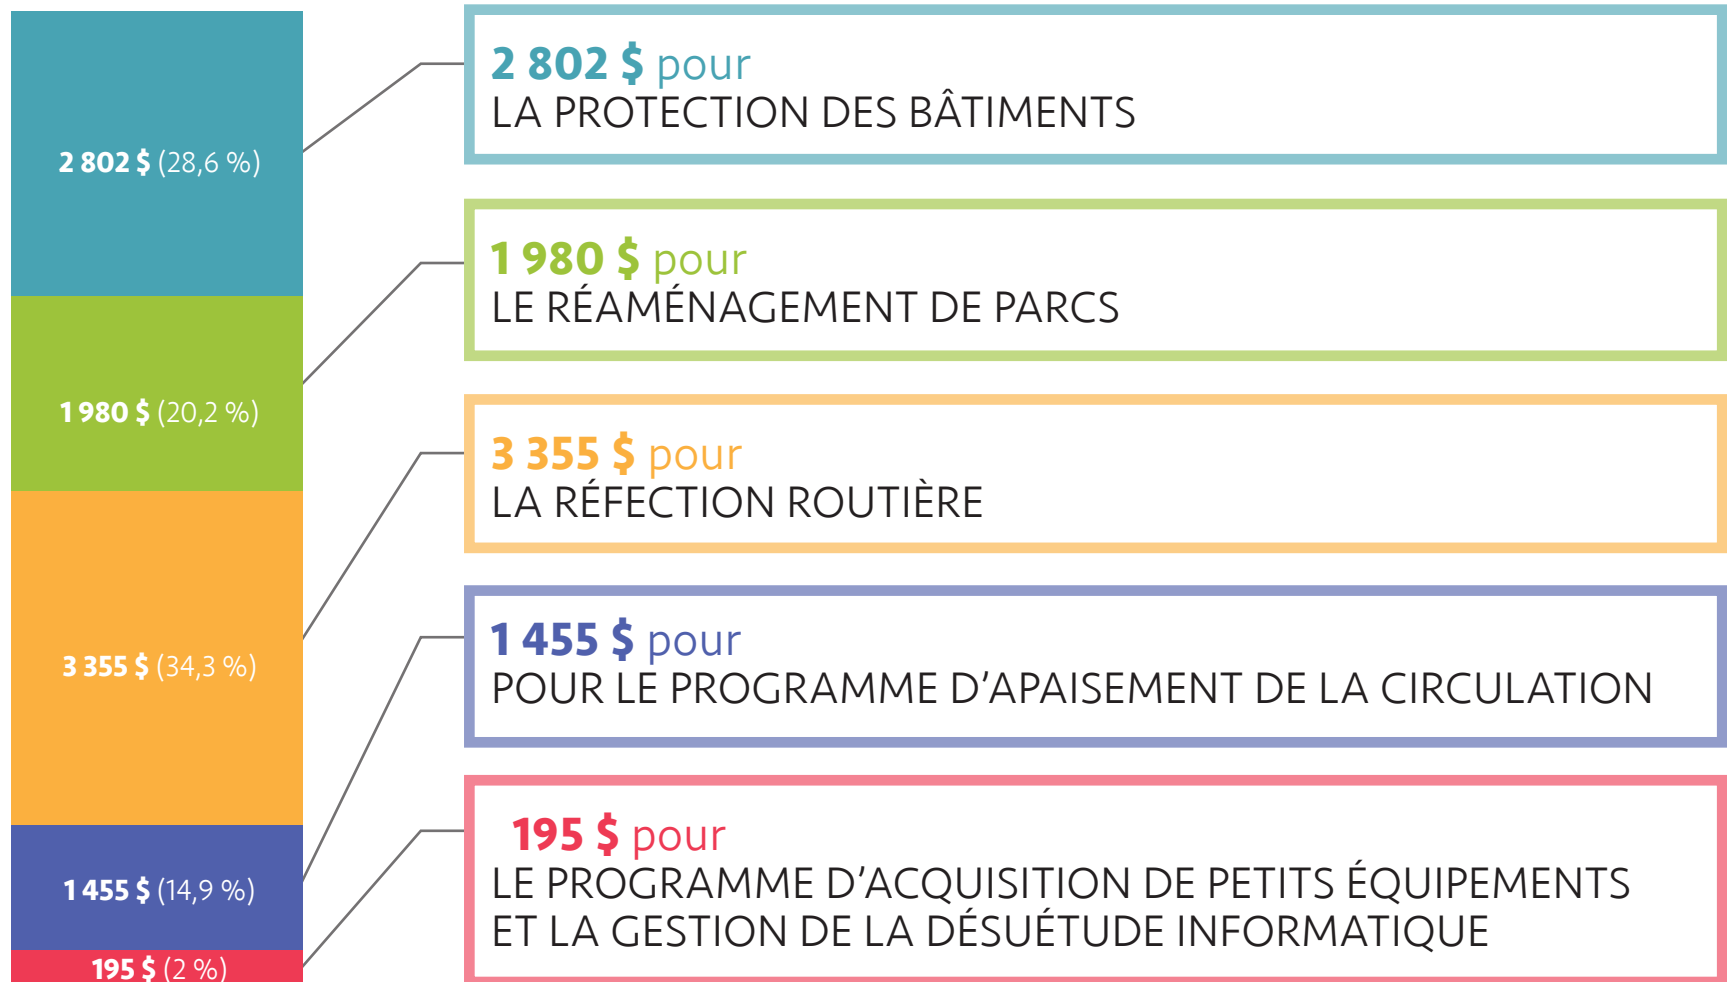 2 802 $ (28,6 %)
1 980 $ (20,2 %)
3 355 $ (34,3 %)
1 455 $ (14,9 %)
195 $ (2 %)
2 802 $ pour
LA PROTECTION DES BÂTIMENTS
1 980 $ pour
LE RÉAMÉNAGEMENT DE PARCS
3 355 $ pour
LA RÉFECTION ROUTIÈRE
1 455 $ pour
POUR LE PROGRAMME D’APAISEMENT DE LA CIRCULATION
195 $ pour
LE PROGRAMME D’ACQUISITION DE PETITS ÉQUIPEMENTS
ET LA GESTION DE LA DÉSUÉTUDE INFORMATIQUE